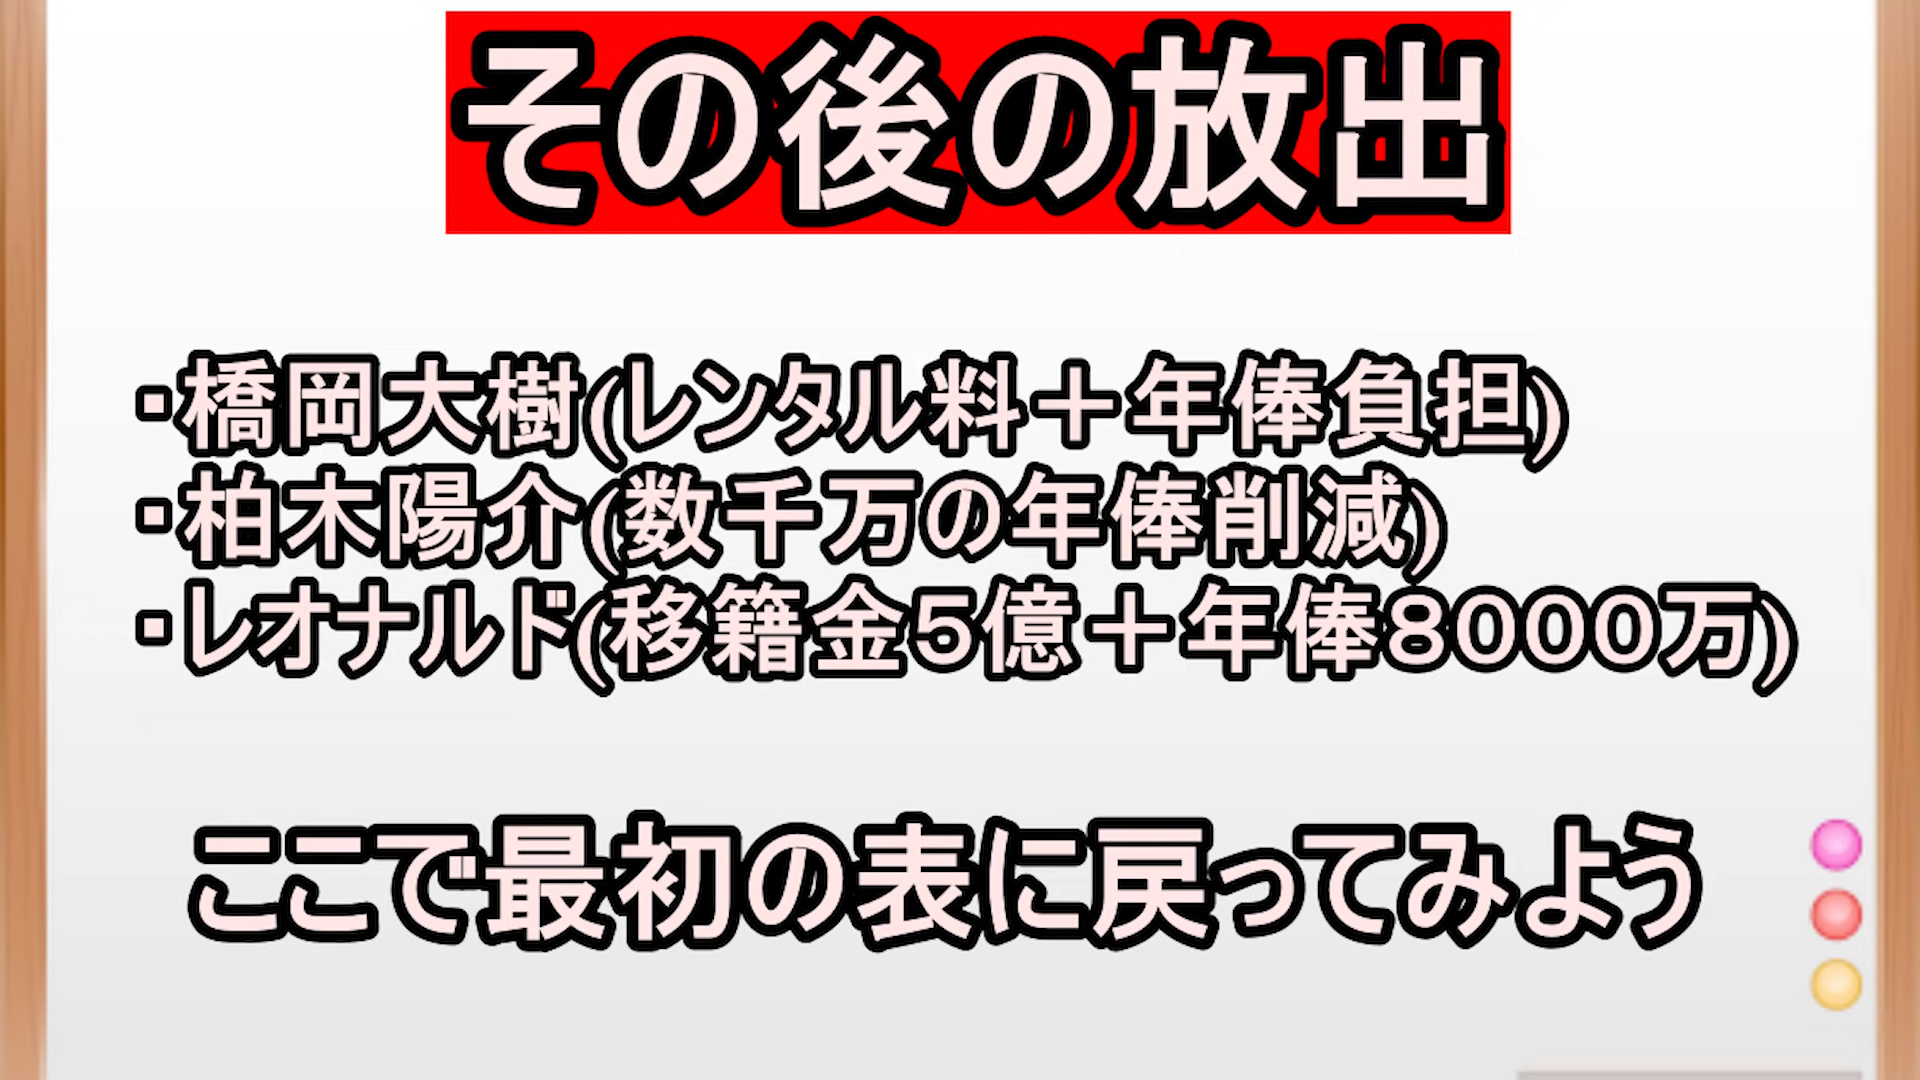 その後の放出
・橋岡大樹(レンタル料＋年俸負担)
・柏木陽介(数千万の年俸削減)
・レオナルド(移籍金5億＋年俸8000万)
ここで最初の表に戻ってみよう